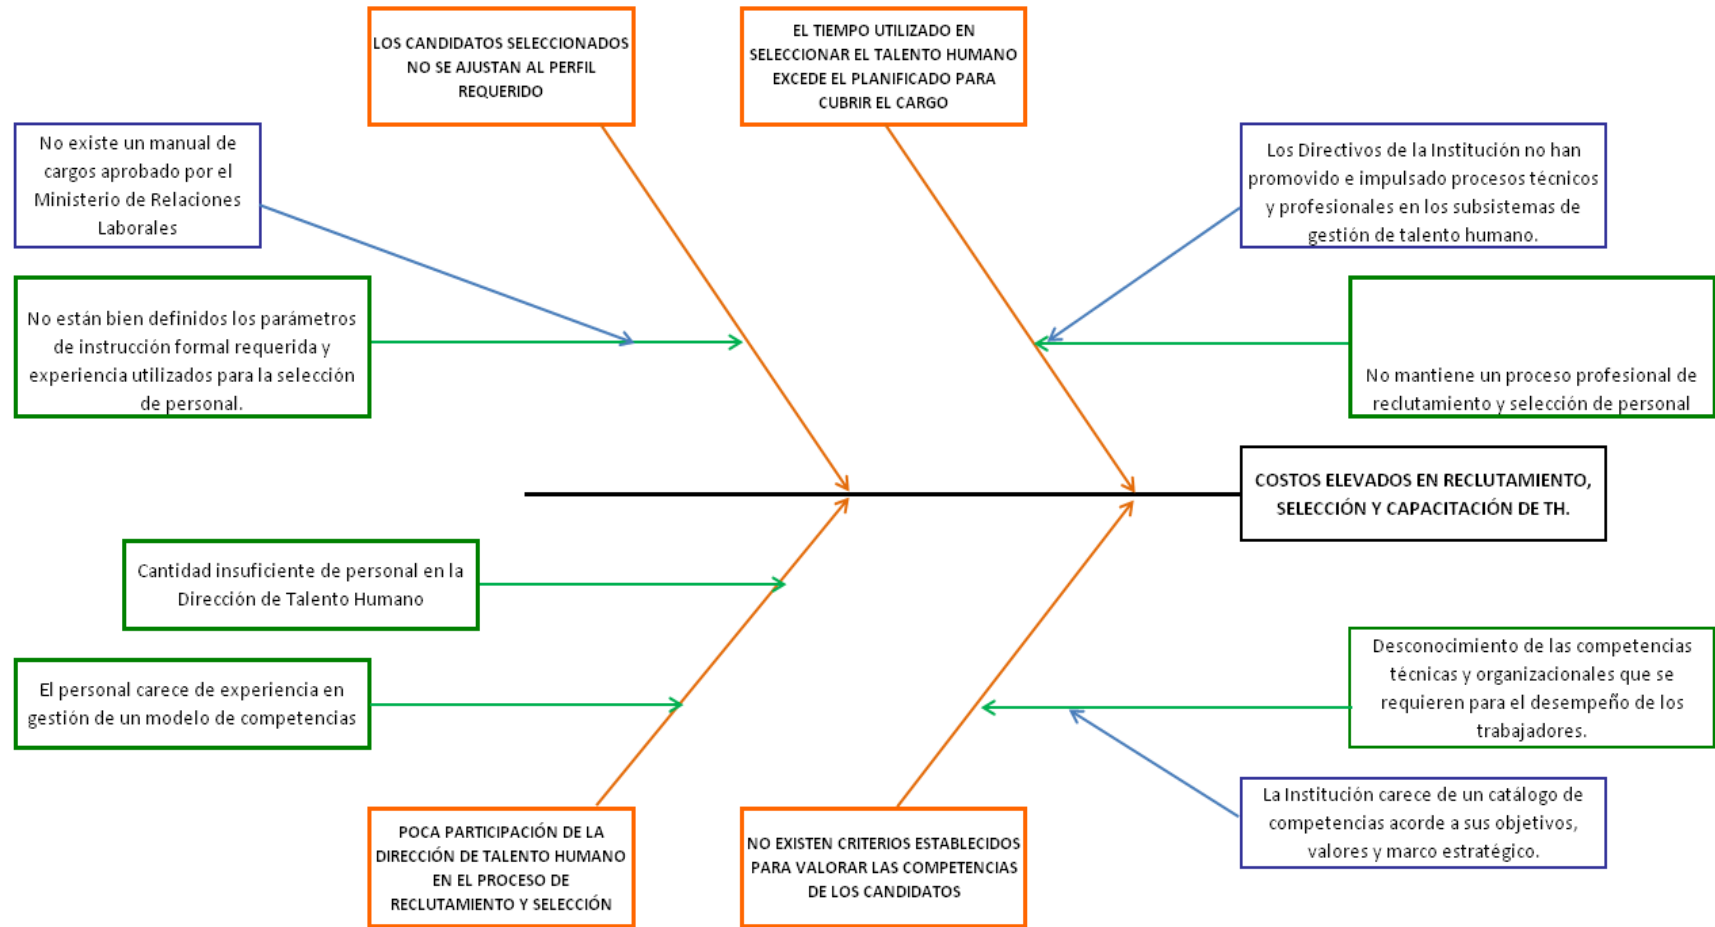 LOS CANDIDATOS SELECCIONADOS
NO SE AJUSTAN AL PERFIL
REQUERIDO
EL TIEMPO UTILIZADO EN
SELECCIONAR EL TALENTO HUMANO
EXCEDE EL PLANIFICADO PARA
CUBRIR EL CARGO
No existe un manual de
cargos aprobado por el
Ministerio de Relaciones
Laborales
Los Directivos de la Institución no han
promovido e impulsado procesos técnicos
y profesionales en los subsistemas de
gestión de talento humano.
No están bien definidos los parámetros
de instrucción formal requerida y
experiencia utilizados para la selección
de personal.
No mantiene un proceso profesional de
reclutamiento y selección de personal
COSTOS ELEVADOS EN RECLUTAMIENTO,
SELECCIÓN Y CAPACITACIÓN DE TH.
Cantidad insuficiente de personal en la
Dirección de Talento Humano
El personal carece de experiencia en
gestión de un modelo de competencias
Desconocimiento de las competencias
técnicas y organizacionales que se
requieren para el desempeño de los
trabajadores.
La Institución carece de un catálogo de
competencias acorde a sus objetivos,
valores y marco estratégico.
POCA PARTICIPACIÓN DE LA
DIRECCIÓN DE TALENTO HUMANO
EN EL PROCESO DE
RECLUTAMIENTO Y SELECCIÓN
NO EXISTEN CRITERIOS ESTABLECIDOS
PARA VALORAR LAS COMPETENCIAS
DE LOS CANDIDATOS